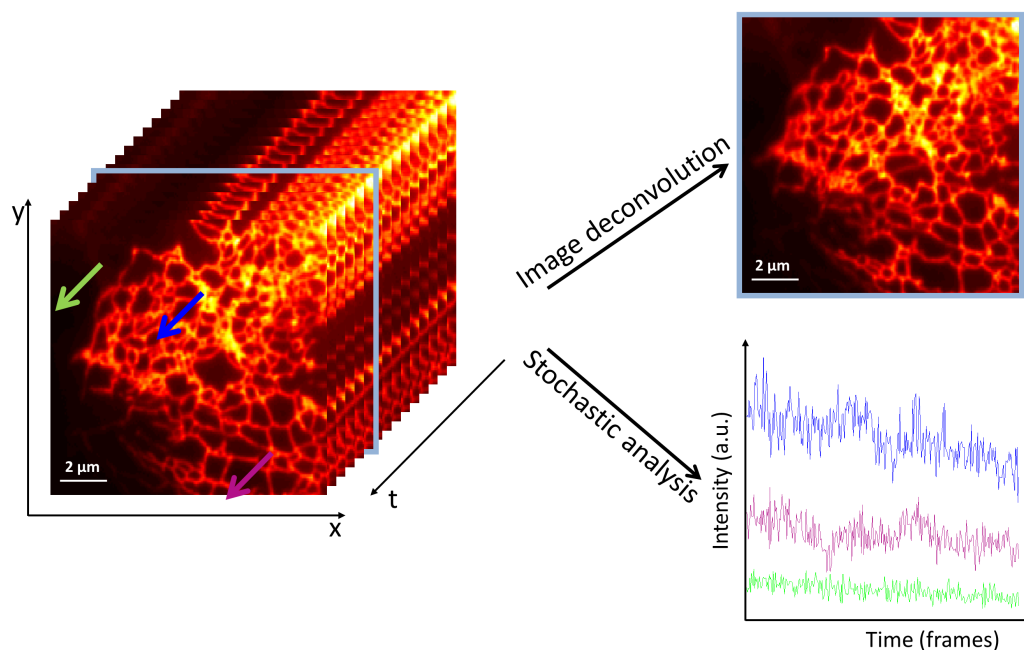 y
2 µm
x
t
Image deconvolution
2 µm
Stochastic analysis
Intensity (a.u.)
Time (frames)